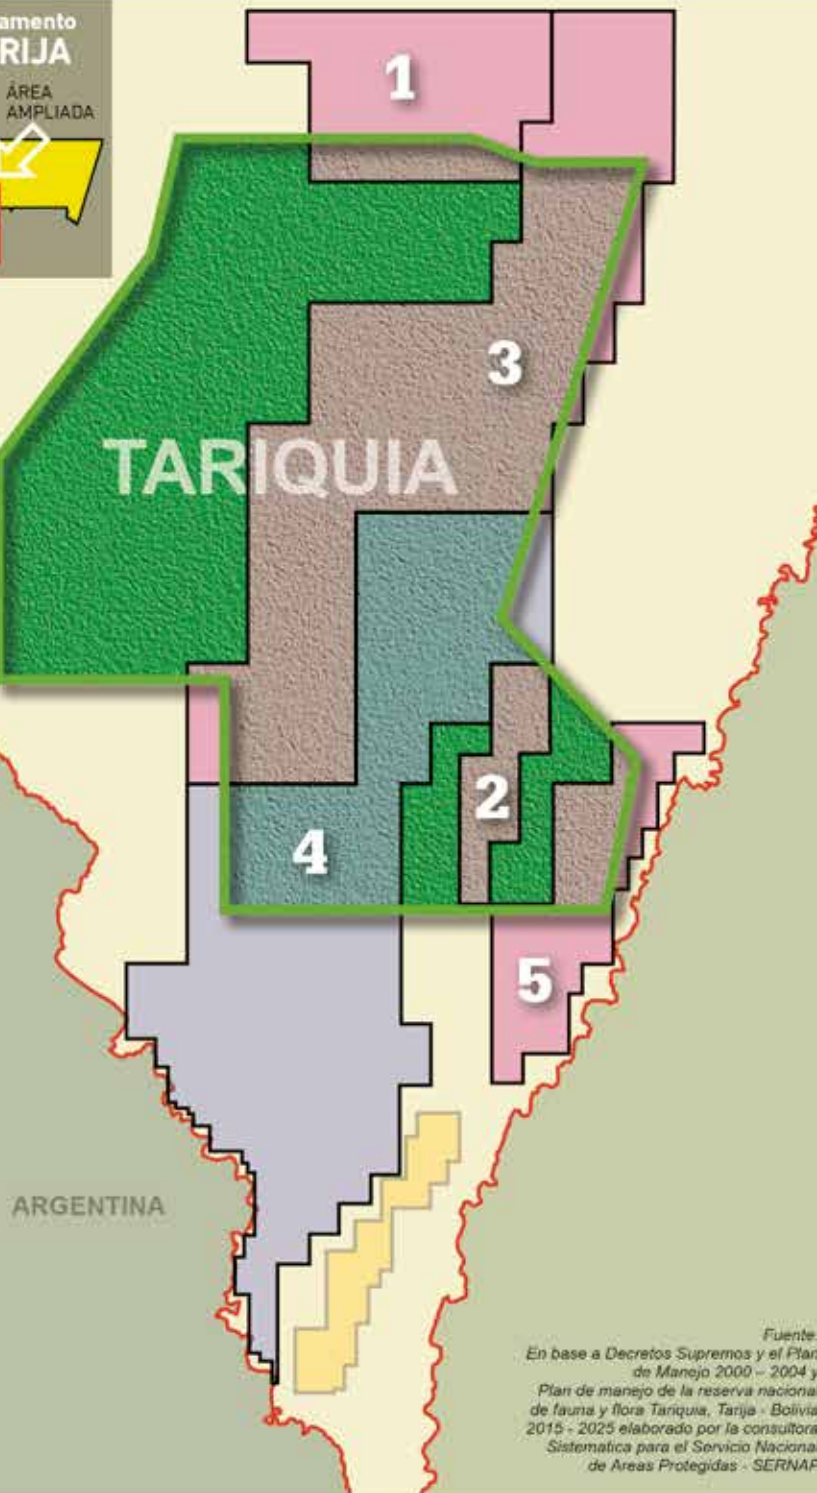 amento
RIJA
ÁREA
AMPLIADA
1
3
TARIQUIA
2
4
5
ARGENTINA
Fuente:
En base a Decretos Supremos y el Plan
de Manejo 2000 – 2004 y
Plan de manejo de la reserva naciona
de fauna y flora Tariquia, Tarija - Bolivia
2015 - 2025 elaborado por la consultora
Sistematica para el Servicio Naciona
de Areas Protegidas - SERNAP